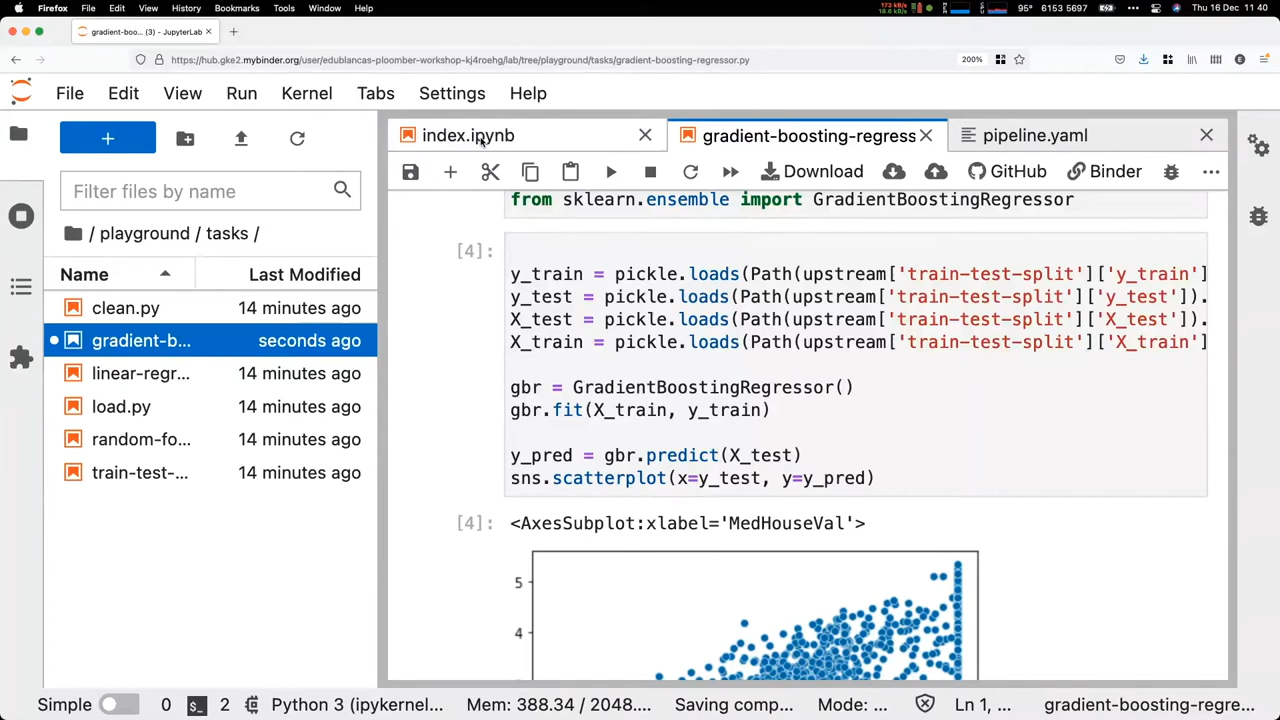 Firefox File Edit View History Bookmarks Tools Window Help 173 kB/s 18.0 kB/s 95° 6153 5697 Thu 16 Dec 11 40
gradient-boo... (3) - JupyterLab
https://hub.gke2.mybinder.org/user/edublancas-ploomber-workshop-kj4roehg/lab/tree/playground/tasks/gradient-boosting-regressor.py 200%
File Edit View Run Kernel Tabs Settings Help
index.ipynb gradient-boosting-regress pipeline.yaml
Download GitHub Binder
Filter files by name
/ playground / tasks /
Name Last Modified
clean.py 14 minutes ago
gradient-b... seconds ago
linear-regr... 14 minutes ago
load.py 14 minutes ago
random-fo... 14 minutes ago
train-test-... 14 minutes ago
from sklearn.ensemble import GradientBoostingRegressor
[4]:
y_train = pickle.loads(Path(upstream['train-test-split']['y_train']
y_test = pickle.loads(Path(upstream['train-test-split']['y_test']).
X_test = pickle.loads(Path(upstream['train-test-split']['X_test']).
X_train = pickle.loads(Path(upstream['train-test-split']['X_train']
gbr = GradientBoostingRegressor()
gbr.fit(X_train, y_train)
y_pred = gbr.predict(X_test)
sns.scatterplot(x=y_test, y=y_pred)
[4]: <AxesSubplot:xlabel='MedHouseVal'>
5
4
Simple 0 $_ 2 Python 3 (ipykernel... Mem: 388.34 / 2048.... Saving comp... Mode: ... Ln 1, ... gradient-boosting-regre...